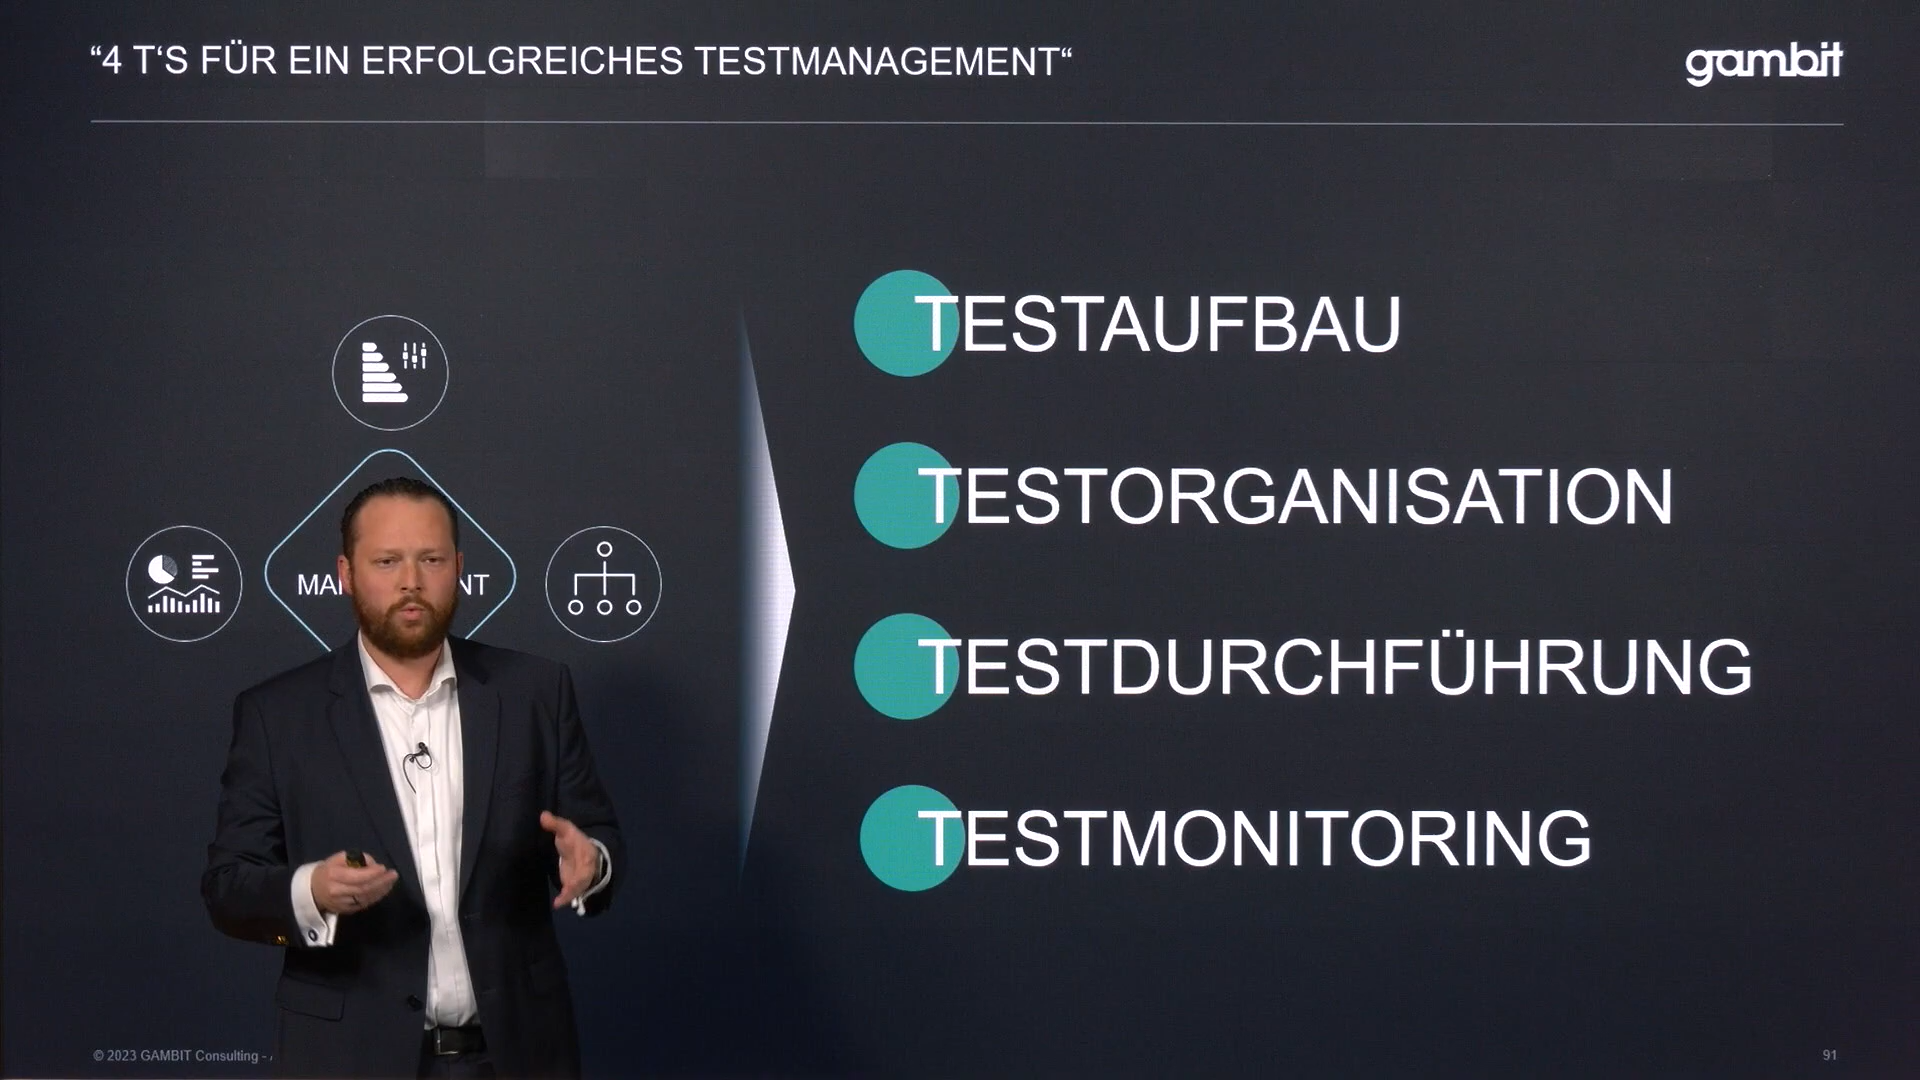 “4 T‘S FÜR EIN ERFOLGREICHES TESTMANAGEMENT“
gambit
TESTAUFBAU
TESTORGANISATION
TESTDURCHFÜHRUNG
TESTMONITORING
© 2023 GAMBIT Consulting -
91